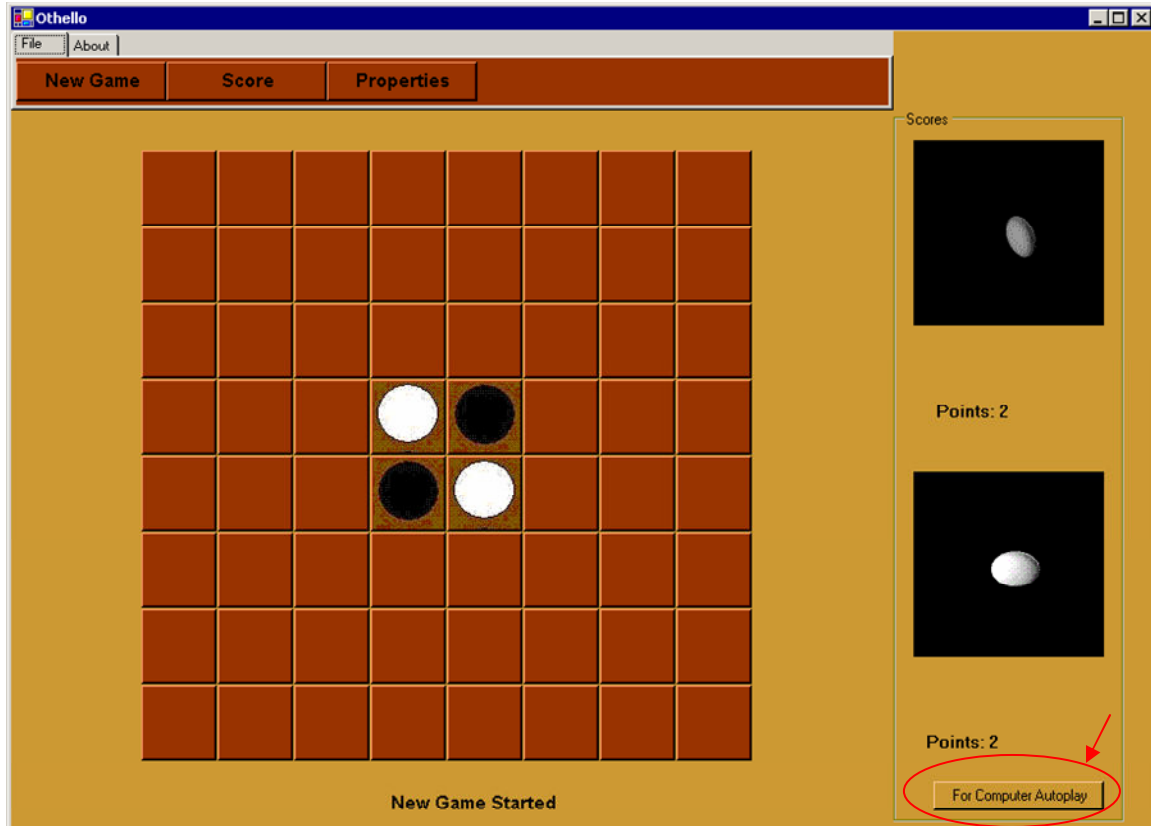 Othello
File About
New Game Score Properties
Scores
Points: 2
Points: 2
For Computer Autoplay
New Game Started